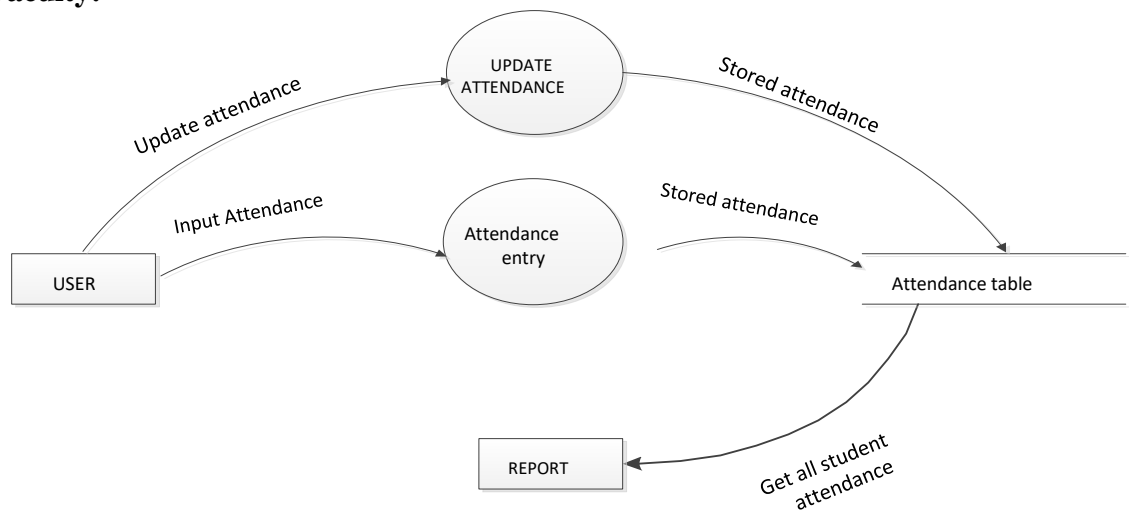 UPDATE
ATTENDANCE
Update attendance
Stored attendance
Input Attendance
Attendance
entry
Stored attendance
USER
Attendance table
REPORT
Get all student
attendance